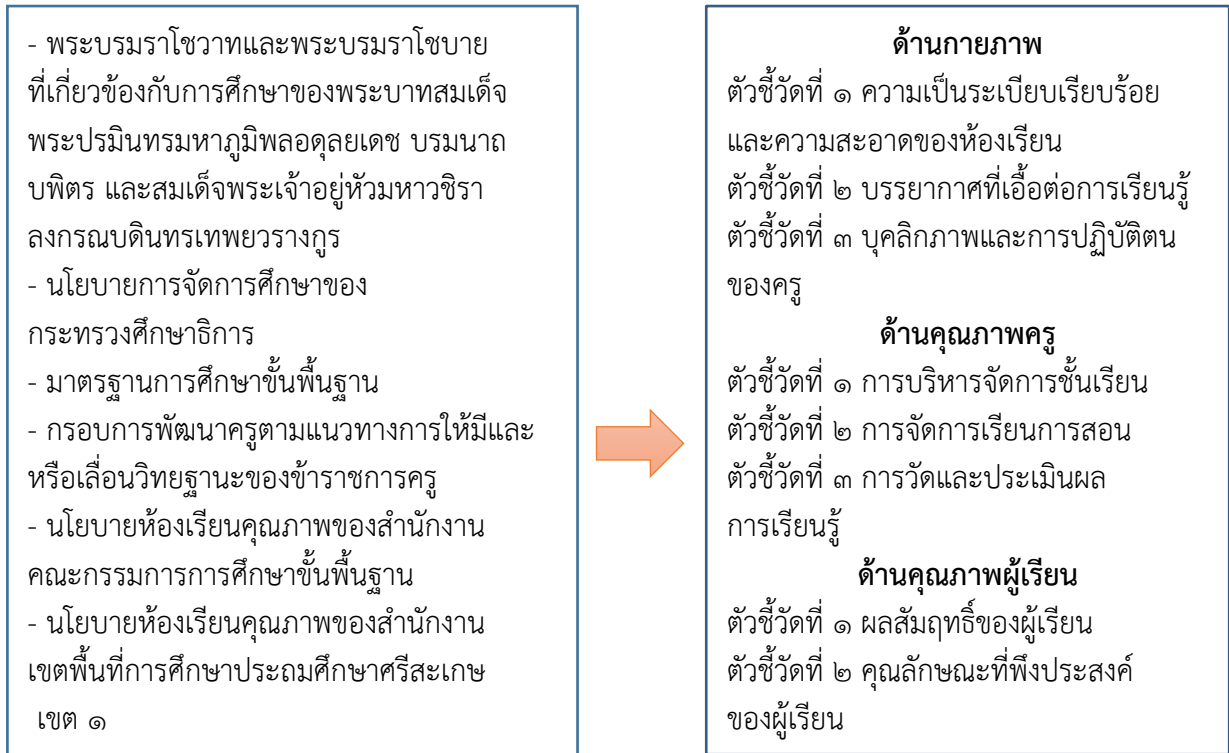 - พระบรมราโชวาทและพระบรมราโชบาย
ที่เกี่ยวข้องกับการศึกษาของพระบาทสมเด็จ
พระปรมินทรมหาภูมิพลอดุลยเดช บรมนาถ
บพิตร และสมเด็จพระเจ้าอยู่หัวมหาวชิรา
ลงกรณบดินทรเทพยวรางกูร
- นโยบายการจัดการศึกษาของ
กระทรวงศึกษาธิการ
- มาตรฐานการศึกษาขั้นพื้นฐาน
- กรอบการพัฒนาครูตามแนวทางการให้มีและ
หรือเลื่อนวิทยฐานะของข้าราชการครู
- นโยบายห้องเรียนคุณภาพของสำนักงาน
คณะกรรมการการศึกษาขั้นพื้นฐาน
- นโยบายห้องเรียนคุณภาพของสำนักงาน
เขตพื้นที่การศึกษาประถมศึกษาศรีสะเกษ
เขต ๑
ด้านกายภาพ
ตัวชี้วัดที่ ๑ ความเป็นระเบียบเรียบร้อย
และความสะอาดของห้องเรียน
ตัวชี้วัดที่ ๒ บรรยากาศที่เอื้อต่อการเรียนรู้
ตัวชี้วัดที่ ๓ บุคลิกภาพและการปฏิบัติตน
ของครู
ด้านคุณภาพครู
ตัวชี้วัดที่ ๑ การบริหารจัดการชั้นเรียน
ตัวชี้วัดที่ ๒ การจัดการเรียนการสอน
ตัวชี้วัดที่ ๓ การวัดและประเมินผล
การเรียนรู้
ด้านคุณภาพผู้เรียน
ตัวชี้วัดที่ ๑ ผลสัมฤทธิ์ของผู้เรียน
ตัวชี้วัดที่ ๒ คุณลักษณะที่พึงประสงค์
ของผู้เรียน